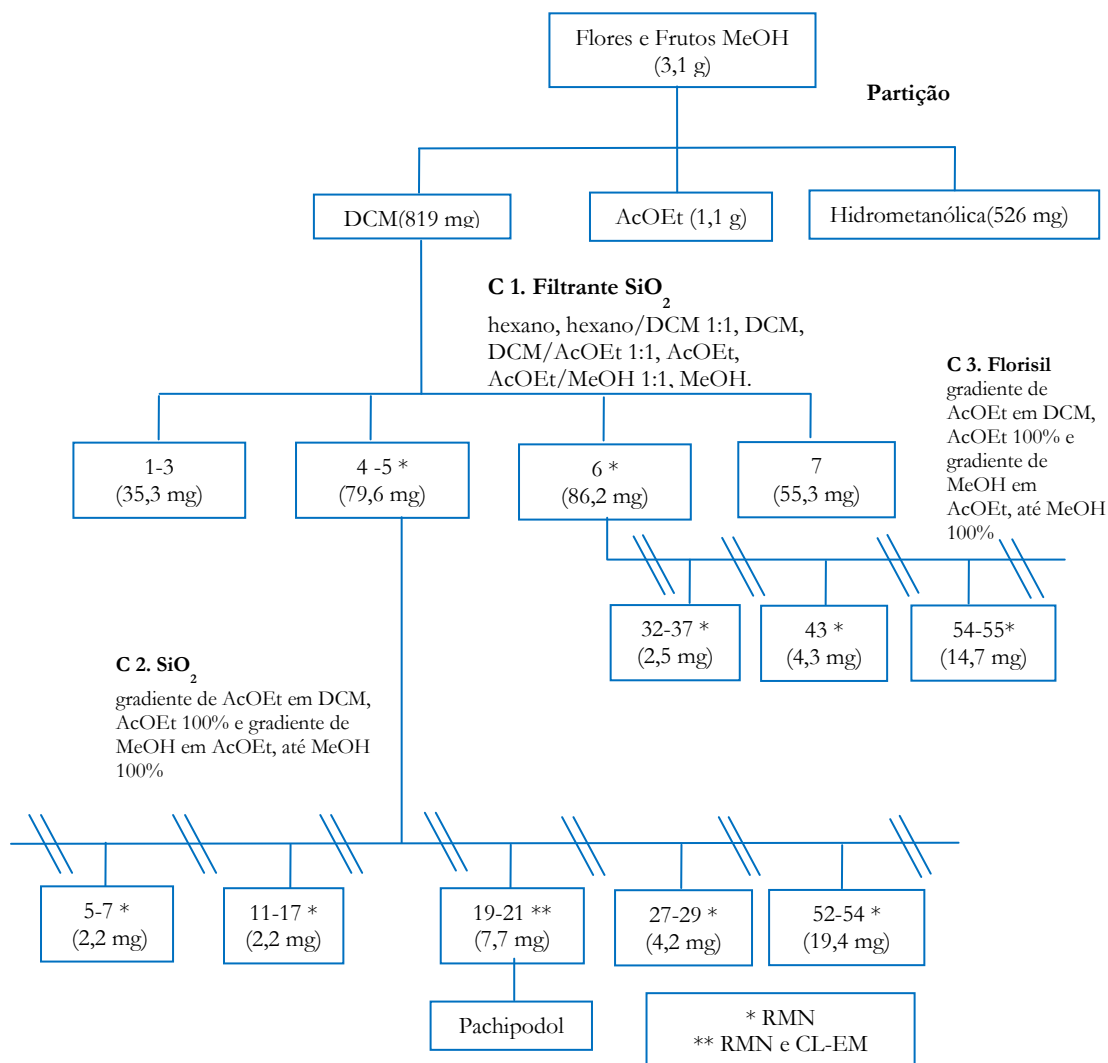 Flores e Frutos MeOH
(3,1 g)
Partição
DCM(819 mg)
AcOEt (1,1 g)
Hidrometanólica(526 mg)
C 1. Filtrante SiO2
hexano, hexano/DCM 1:1, DCM,
DCM/AcOEt 1:1, AcOEt,
AcOEt/MeOH 1:1, MeOH.
C 3. Florisil
gradiente de
AcOEt em DCM,
AcOEt 100% e
gradiente de
MeOH em
AcOEt, até MeOH
100%
1-3
(35,3 mg)
4 -5 *
(79,6 mg)
6 *
(86,2 mg)
7
(55,3 mg)
32-37 *
(2,5 mg)
43 *
(4,3 mg)
54-55*
(14,7 mg)
C 2. SiO2
gradiente de AcOEt em DCM,
AcOEt 100% e gradiente de
MeOH em AcOEt, até MeOH
100%
5-7 *
(2,2 mg)
11-17 *
(2,2 mg)
19-21 **
(7,7 mg)
27-29 *
(4,2 mg)
52-54 *
(19,4 mg)
Pachipodol
* RMN
** RMN e CL-EM